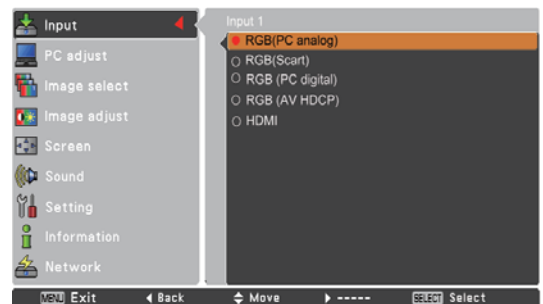 Input
PC adjust
Image select
Image adjust
Screen
Sound
Setting
Information
Network
Input 1
RGB(PC analog)
RGB(Scart)
RGB (PC digital)
RGB (AV HDCP)
HDMI
MENU Exit Back Move ----- SELECT Select